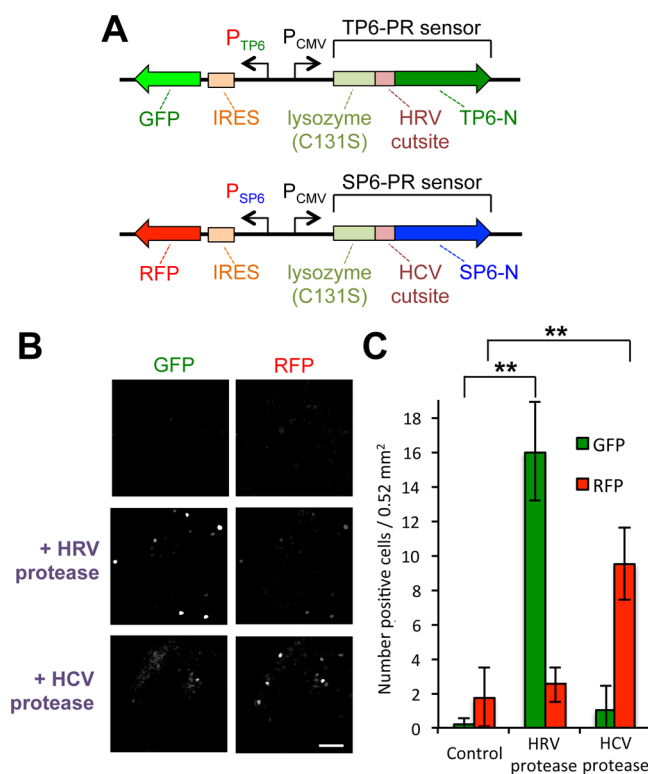 A
P TP6
P CMV
TP6-PR sensor
GFP
IRES
lysozyme
(C131S)
HRV
cutsite
TP6-N
P SP6
P CMV
SP6-PR sensor
RFP
IRES
lysozyme
(C131S)
HCV
cutsite
SP6-N
B
GFP
RFP
+ HRV
protease
+ HCV
protease
C
**
**
Number positive cells / 0.52 mm²
18
16
14
12
10
8
6
4
2
0
GFP
RFP
Control
HRV
protease
HCV
protease